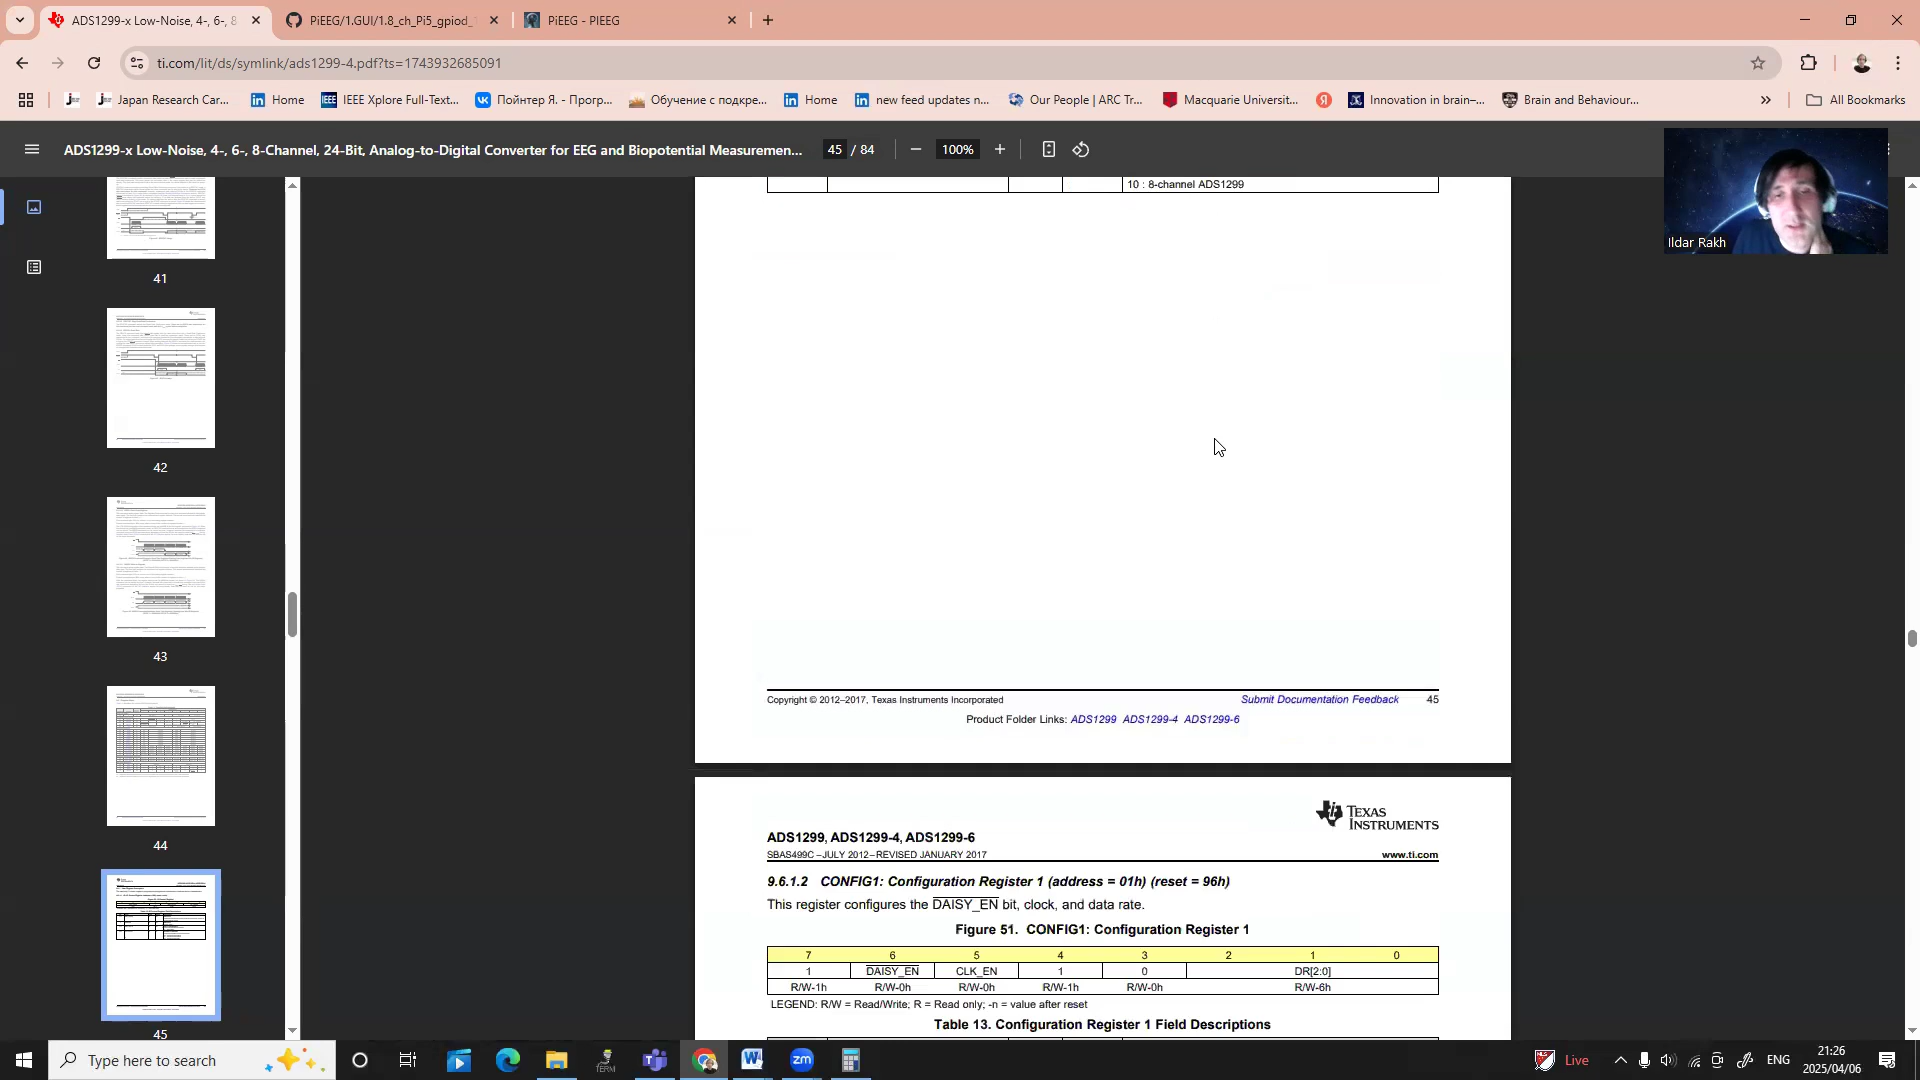 ADS1299-x Low-Noise, 4-, 6-, 8
PiEEG/1.GUI/1.8_ch_Pi5_gpiod_
PiEEG - PIEEG
ti.com/lit/ds/symlink/ads1299-4.pdf?ts=1743932685091
Japan Research Car...
Home
IEEE Xplore Full-Text...
Пойнтер Я. - Прогр...
Обучение с подкре...
Home
new feed updates n...
Our People | ARC Tr...
Macquarie Universit...
Innovation in brain–...
Brain and Behaviour...
All Bookmarks
ADS1299-x Low-Noise, 4-, 6-, 8-Channel, 24-Bit, Analog-to-Digital Converter for EEG and Biopotential Measuremen...
45 / 84
100%
Ildar Rakh
41
42
43
44
45
10 : 8-channel ADS1299
Copyright © 2012–2017, Texas Instruments Incorporated
Submit Documentation Feedback
45
Product Folder Links: ADS1299 ADS1299-4 ADS1299-6
TEXAS
INSTRUMENTS
ADS1299, ADS1299-4, ADS1299-6
SBAS499C –JULY 2012–REVISED JANUARY 2017
www.ti.com
9.6.1.2 CONFIG1: Configuration Register 1 (address = 01h) (reset = 96h)
This register configures the DAISY_EN bit, clock, and data rate.
Figure 51. CONFIG1: Configuration Register 1
7 6 5 4 3 2 1 0
1 DAISY_EN CLK_EN 1 0 DR[2:0]
R/W-1h R/W-0h R/W-0h R/W-1h R/W-0h R/W-6h
LEGEND: R/W = Read/Write; R = Read only; -n = value after reset
Table 13. Configuration Register 1 Field Descriptions
Type here to search
TERM
Live
ENG
21:26
2025/04/06